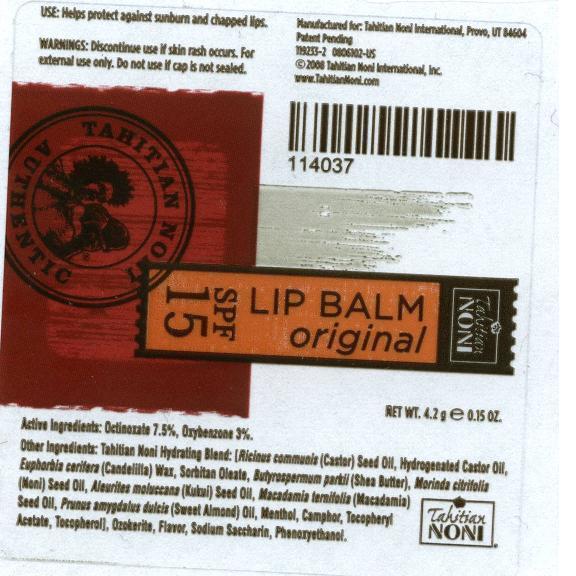 USE: Helps protect against sunburn and chapped lips.
WARNINGS: Discontinue use if skin rash occurs. For
external use only. Do not use if cap is not sealed.
Manufactured for: Tahitian Noni International, Provo, UT 84604
Patent Pending
119233-2 0806102-US
©2008 Tahitian Noni International, Inc.
www.TahitianNoni.com
114037
AUTHENTIC TAHITIAN NONI
SPF
15
LIP BALM
original
Tahitian
NONI
RET WT. 4.2 g e 0.15 OZ.
Active Ingredients: Octinoxate 7.5%, Oxybenzone 3%.
Other Ingredients: Tahitian Noni Hydrating Blend: [Ricinus communis (Castor) Seed Oil, Hydrogenated Castor Oil,
Euphorbia cerifera (Candelilla) Wax, Sorbitan Oleate, Butyrospermum parkii (Shea Butter), Morinda citrifolia
(Noni) Seed Oil, Aleurites moluccana (Kukui) Seed Oil, Macadamia ternifolia (Macadamia)
Seed Oil, Prunus amygdalus dulcis (Sweet Almond) Oil, Menthol, Camphor, Tocopheryl
Acetate, Tocopherol], Ozokerite, Flavor, Sodium Saccharin, Phenoxyethanol.
Tahitian
NONI